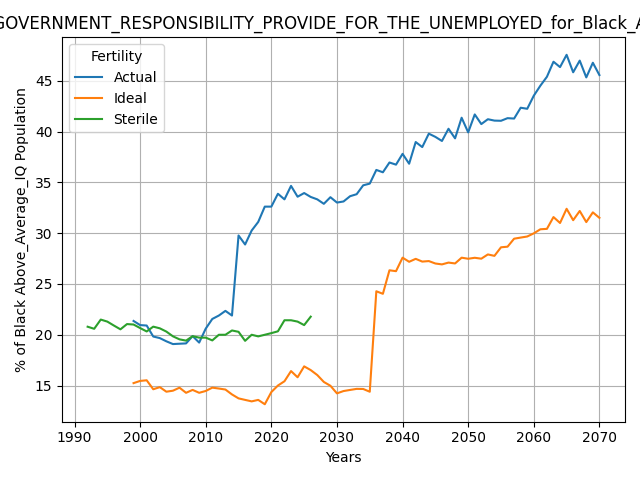 GOVERNMENT_RESPONSIBILITY_PROVIDE_FOR_THE_UNEMPLOYED_for_Black_A
Fertility
Actual
Ideal
Sterile
% of Black Above_Average_IQ Population
45
40
35
30
25
20
15
1990 2000 2010 2020 2030 2040 2050 2060 2070
Years